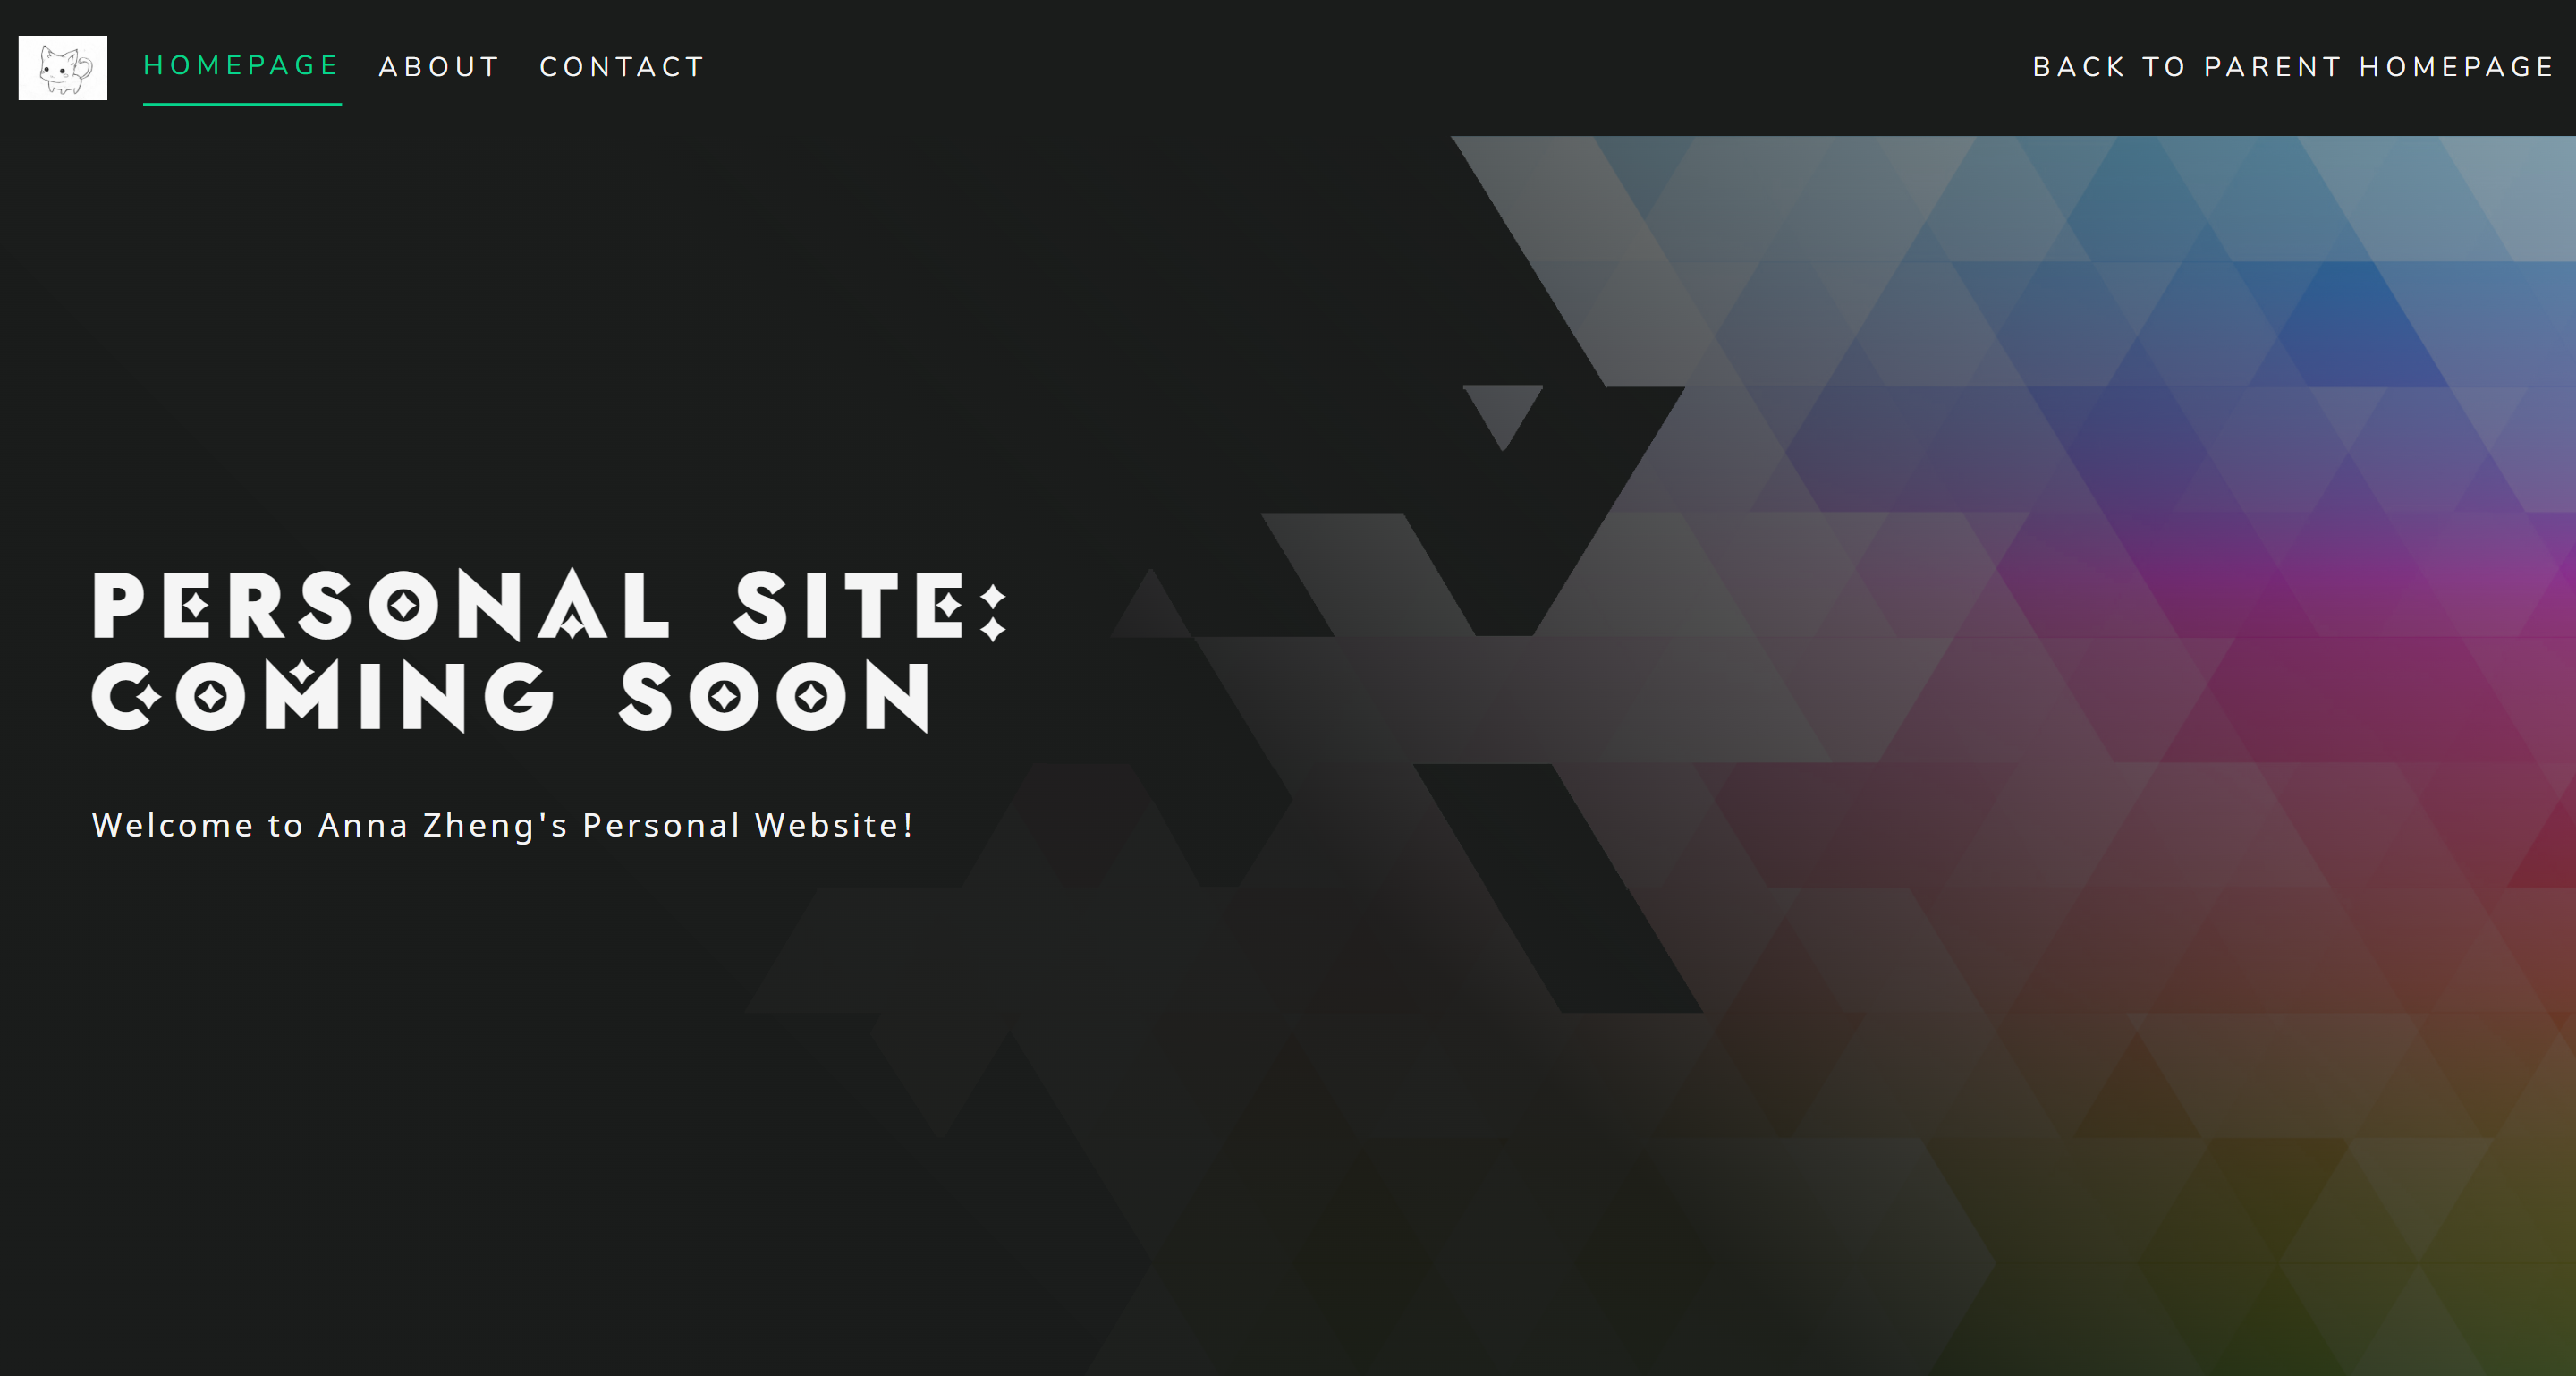 HOMEPAGE ABOUT CONTACT BACK TO PARENT HOMEPAGE
PERSONAL SITE:
COMING SOON
Welcome to Anna Zheng's Personal Website!